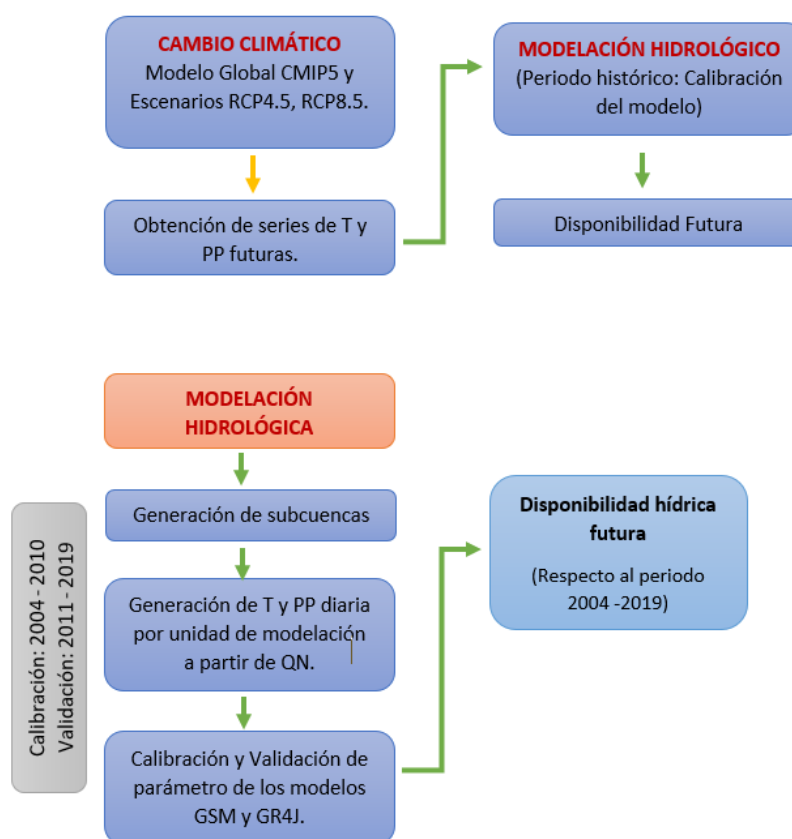 CAMBIO CLIMÁTICO
Modelo Global CMIP5 y
Escenarios RCP4.5, RCP8.5.
MODELACIÓN HIDROLÓGICO
(Periodo histórico: Calibración
del modelo)
Obtención de series de T y
PP futuras.
Disponibilidad Futura
MODELACIÓN
HIDROLÓGICA
Generación de subcuencas
Generación de T y PP diaria
por unidad de modelación
a partir de QN.
Calibración y Validación de
parámetro de los modelos
GSM y GR4J.
Calibración: 2004 - 2010
Validación: 2011 - 2019
Disponibilidad hídrica
futura
(Respecto al periodo
2004 -2019)